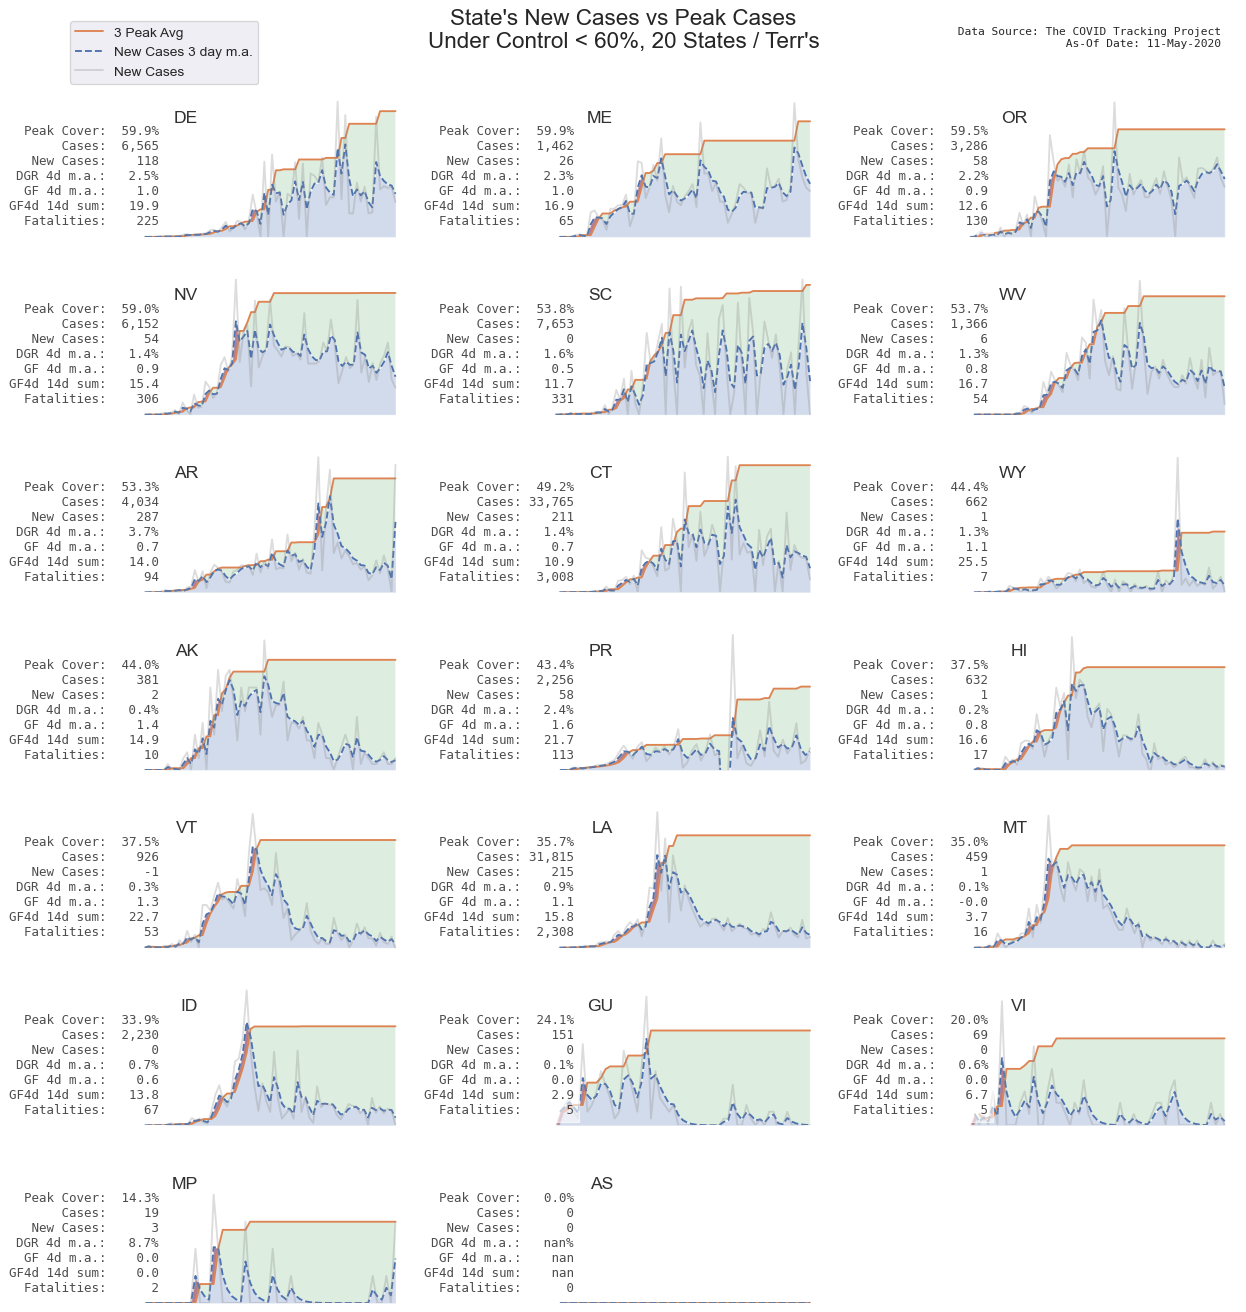 State's New Cases vs Peak Cases
Under Control < 60%, 20 States / Terr's
3 Peak Avg
New Cases 3 day m.a.
New Cases
Data Source: The COVID Tracking Project
As-Of Date: 11-May-2020
DE
Peak Cover: 59.9%
Cases: 6,565
New Cases: 118
DGR 4d m.a.: 2.5%
GF 4d m.a.: 1.0
GF4d 14d sum: 19.9
Fatalities: 225
ME
Peak Cover: 59.9%
Cases: 1,462
New Cases: 26
DGR 4d m.a.: 2.3%
GF 4d m.a.: 1.0
GF4d 14d sum: 16.9
Fatalities: 65
OR
Peak Cover: 59.5%
Cases: 3,286
New Cases: 58
DGR 4d m.a.: 2.2%
GF 4d m.a.: 0.9
GF4d 14d sum: 12.6
Fatalities: 130
NV
Peak Cover: 59.0%
Cases: 6,152
New Cases: 54
DGR 4d m.a.: 1.4%
GF 4d m.a.: 0.9
GF4d 14d sum: 15.4
Fatalities: 306
SC
Peak Cover: 53.8%
Cases: 7,653
New Cases: 0
DGR 4d m.a.: 1.6%
GF 4d m.a.: 0.5
GF4d 14d sum: 11.7
Fatalities: 331
WV
Peak Cover: 53.7%
Cases: 1,366
New Cases: 6
DGR 4d m.a.: 1.3%
GF 4d m.a.: 0.8
GF4d 14d sum: 16.7
Fatalities: 54
AR
Peak Cover: 53.3%
Cases: 4,034
New Cases: 287
DGR 4d m.a.: 3.7%
GF 4d m.a.: 0.7
GF4d 14d sum: 14.0
Fatalities: 94
CT
Peak Cover: 49.2%
Cases: 33,765
New Cases: 211
DGR 4d m.a.: 1.4%
GF 4d m.a.: 0.7
GF4d 14d sum: 10.9
Fatalities: 3,008
WY
Peak Cover: 44.4%
Cases: 662
New Cases: 1
DGR 4d m.a.: 1.3%
GF 4d m.a.: 1.1
GF4d 14d sum: 25.5
Fatalities: 7
AK
Peak Cover: 44.0%
Cases: 381
New Cases: 2
DGR 4d m.a.: 0.4%
GF 4d m.a.: 1.4
GF4d 14d sum: 14.9
Fatalities: 10
PR
Peak Cover: 43.4%
Cases: 2,256
New Cases: 58
DGR 4d m.a.: 2.4%
GF 4d m.a.: 1.6
GF4d 14d sum: 21.7
Fatalities: 113
HI
Peak Cover: 37.5%
Cases: 632
New Cases: 1
DGR 4d m.a.: 0.2%
GF 4d m.a.: 0.8
GF4d 14d sum: 16.6
Fatalities: 17
VT
Peak Cover: 37.5%
Cases: 926
New Cases: -1
DGR 4d m.a.: 0.3%
GF 4d m.a.: 1.3
GF4d 14d sum: 22.7
Fatalities: 53
LA
Peak Cover: 35.7%
Cases: 31,815
New Cases: 215
DGR 4d m.a.: 0.9%
GF 4d m.a.: 1.1
GF4d 14d sum: 15.8
Fatalities: 2,308
MT
Peak Cover: 35.0%
Cases: 459
New Cases: 1
DGR 4d m.a.: 0.1%
GF 4d m.a.: -0.0
GF4d 14d sum: 3.7
Fatalities: 16
ID
Peak Cover: 33.9%
Cases: 2,230
New Cases: 0
DGR 4d m.a.: 0.7%
GF 4d m.a.: 0.6
GF4d 14d sum: 13.8
Fatalities: 67
GU
Peak Cover: 24.1%
Cases: 151
New Cases: 0
DGR 4d m.a.: 0.1%
GF 4d m.a.: 0.0
GF4d 14d sum: 2.9
Fatalities: 5
VI
Peak Cover: 20.0%
Cases: 69
New Cases: 0
DGR 4d m.a.: 0.6%
GF 4d m.a.: 0.0
GF4d 14d sum: 6.7
Fatalities: 5
MP
Peak Cover: 14.3%
Cases: 19
New Cases: 3
DGR 4d m.a.: 8.7%
GF 4d m.a.: 0.0
GF4d 14d sum: 0.0
Fatalities: 2
AS
Peak Cover: 0.0%
Cases: 0
New Cases: 0
DGR 4d m.a.: nan%
GF 4d m.a.: nan
GF4d 14d sum: nan
Fatalities: 0